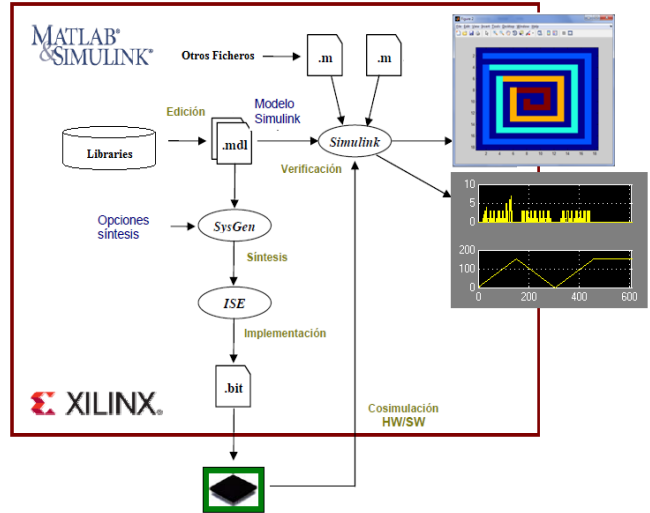 MATLAB®
&SIMULINK®
Otros Ficheros
.m
.m
Edición
Modelo
Simulink
Libraries
.mdl
Simulink
Verificación
Opciones
síntesis
SysGen
Síntesis
ISE
Implementación
.bit
XILINX®
Cosimulación
HW/SW
10
5
0
200
100
0
0
200
400
600